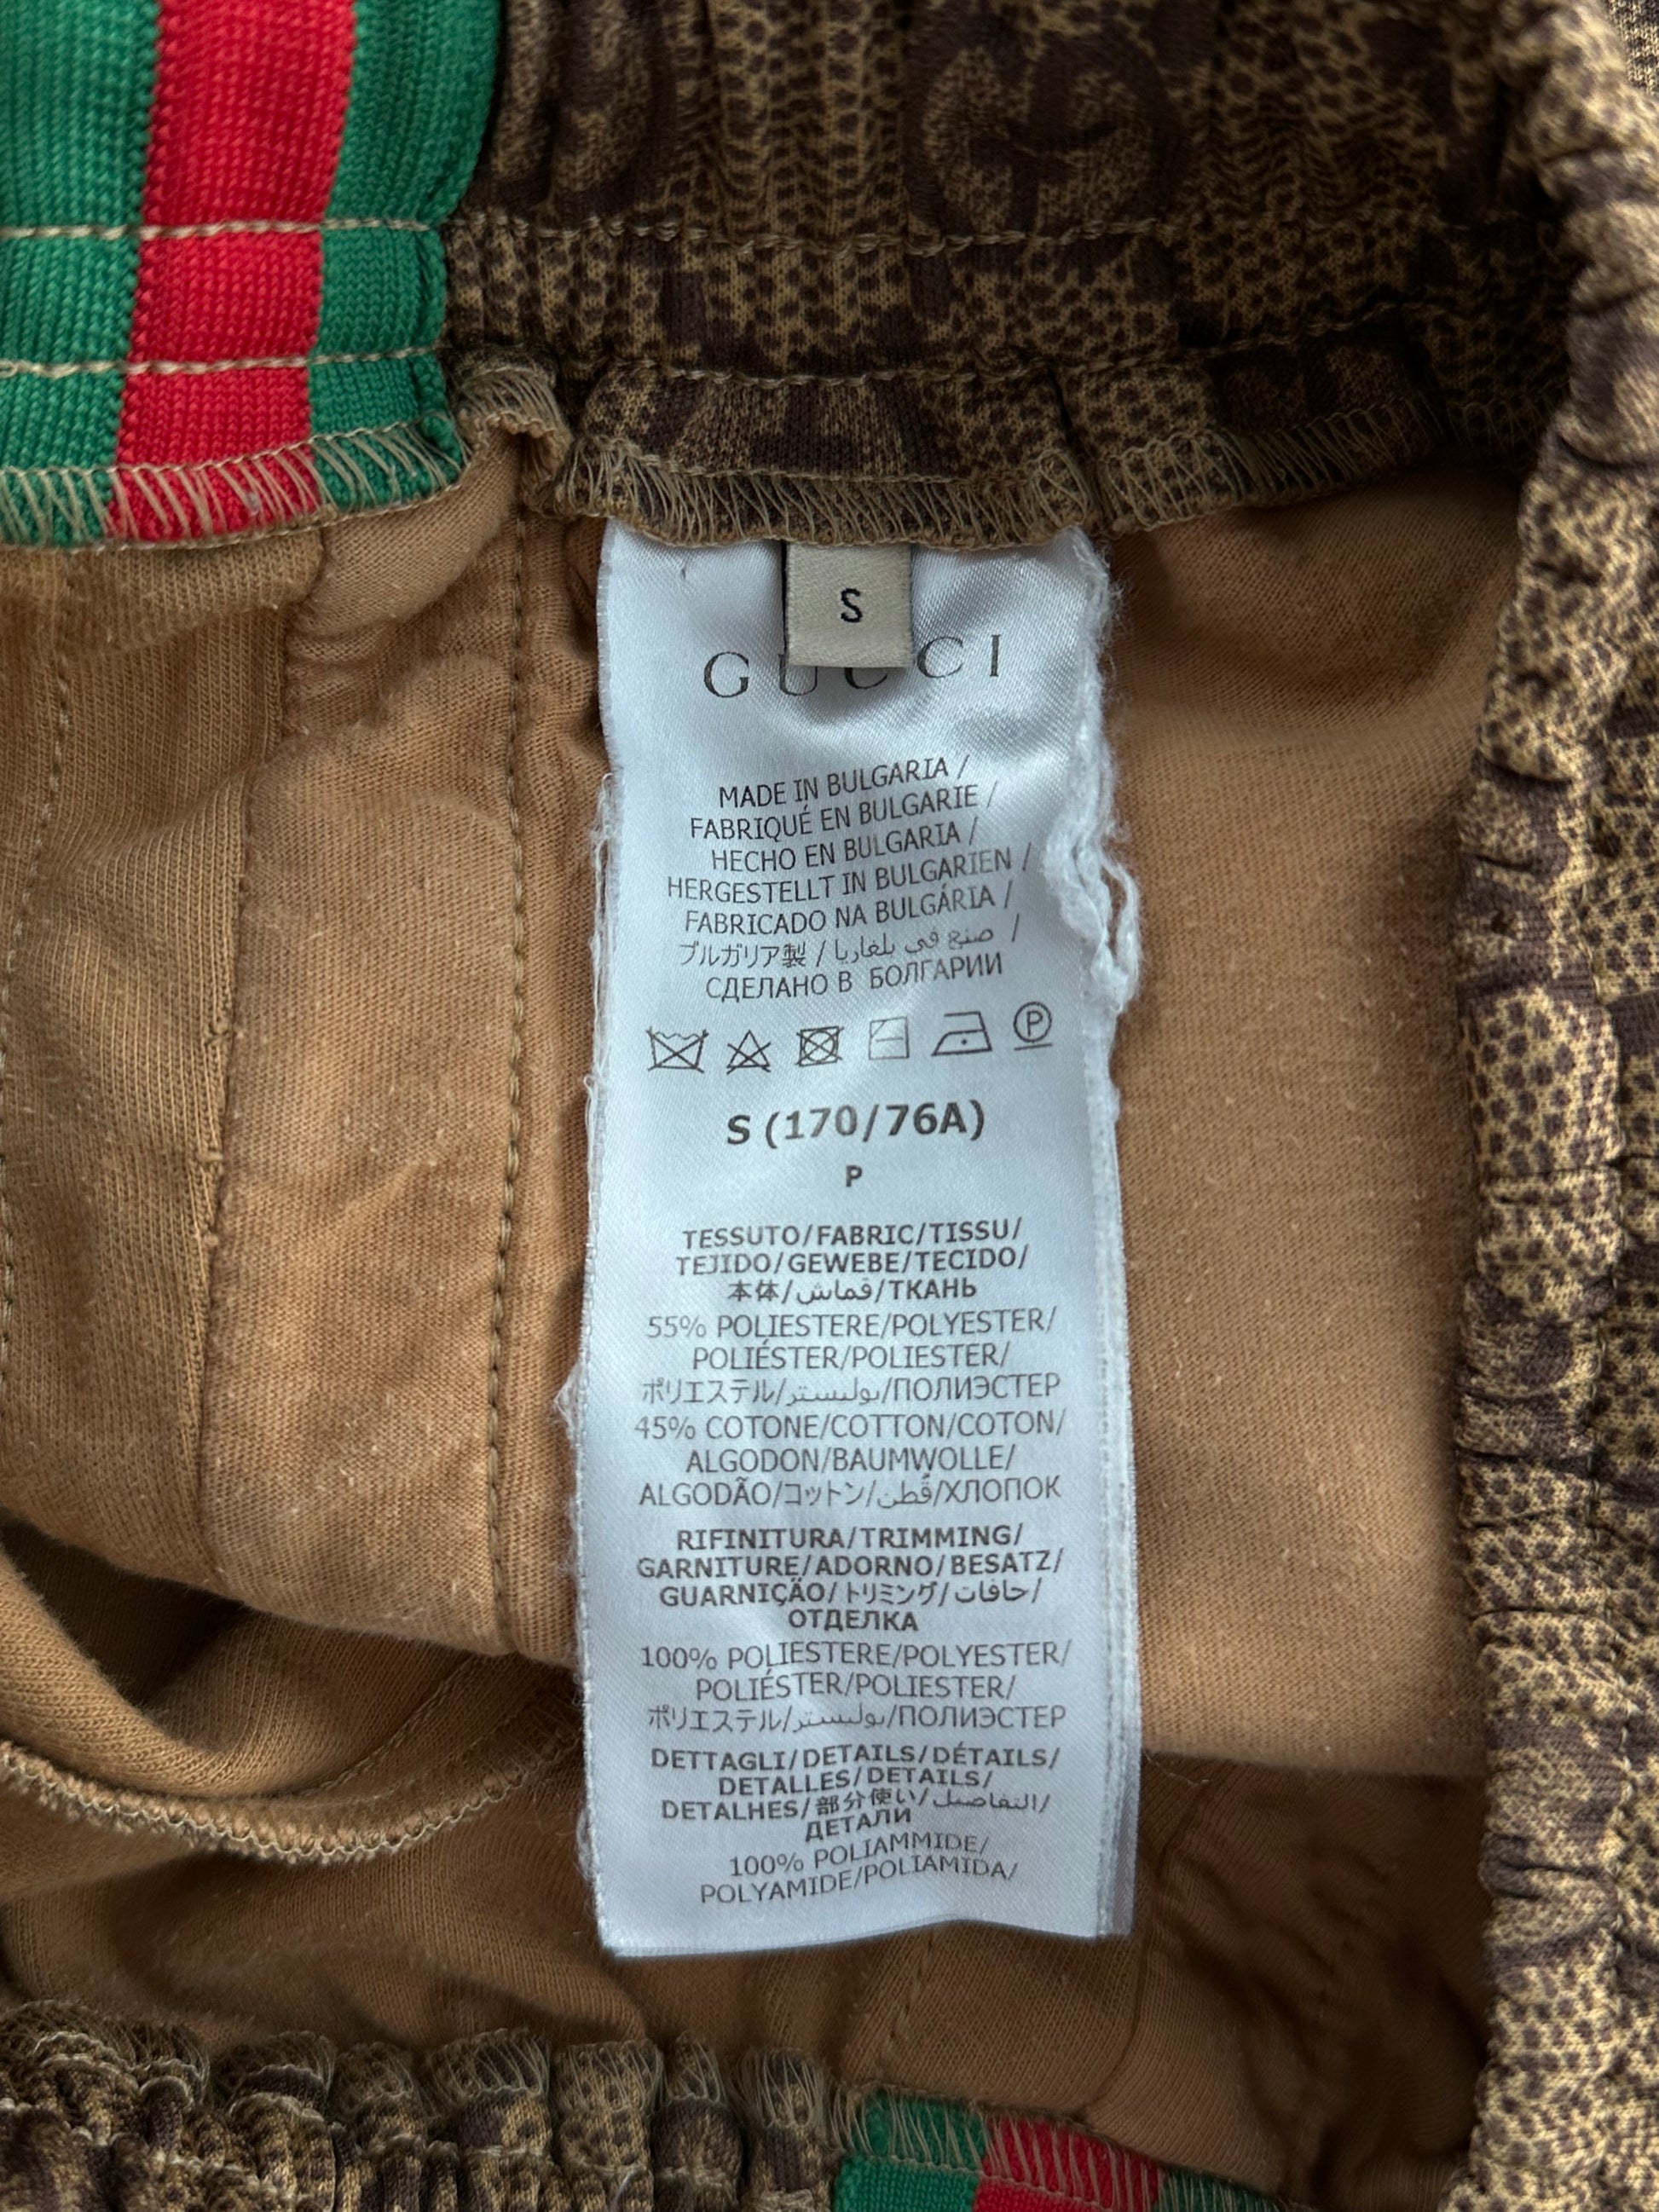 S
GUCCI
MADE IN BULGARIA /
FABRIQUÉ EN BULGARIE /
HECHO EN BULGARIA /
HERGESTELLT IN BULGARIEN /
FABRICADO NA BULGÁRIA /
ブルガリア製 / صنع في بلغاريا /
СДЕЛАНО В БОЛГАРИИ
P
S (170/76A)
P
TESSUTO/FABRIC/TISSU/
TEJIDO/GEWEBE/TECIDO/
本体/قماش/ТКАНЬ
55% POLIESTERE/POLYESTER/
POLIÉSTER/POLIESTER/
ポリエステル/بوليستر/ПОЛИЭСТЕР
45% COTONE/COTTON/COTON/
ALGODON/BAUMWOLLE/
ALGODÃO/コットン/قطن/ХЛОПОК
RIFINITURA/TRIMMING/
GARNITURE/ADORNO/BESATZ/
GUARNIÇÃO/トリミング/حافات/
ОТДЕЛКА
100% POLIESTERE/POLYESTER/
POLIÉSTER/POLIESTER/
ポリエステル/بوليستر/ПОЛИЭСТЕР
DETTAGLI/DETAILS/DÉTAILS/
DETALLES/DETAILS/
DETALHES/部分使い/التفاصيل/
ДЕТАЛИ
100% POLIAMMIDE/
POLYAMIDE/POLIAMIDA/